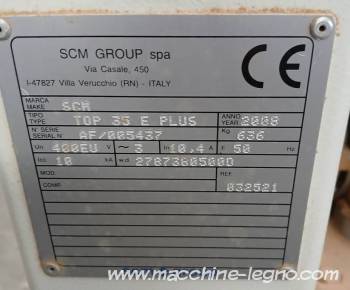 SCM GROUP spa
Via Casale, 450
I-47827 Villa Verucchio (RN) - ITALY
CE
MARCA MAKE SCM
TIPO TYPE TOP 35 E PLUS ANNO YEAR 2008
N° SERIE SERIAL N° AF/005437 Kg 636
Un 400EU V ~ 3 In 10,4 A F 50 Hz
Icc 10 kA w.d. 27873605000
MOD. REF.
COMP. 032521
www.macchine-legno.com